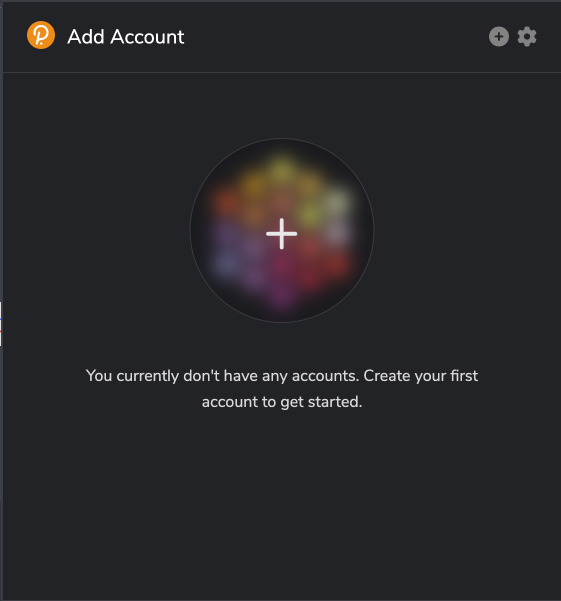 Add Account
You currently don't have any accounts. Create your first
account to get started.